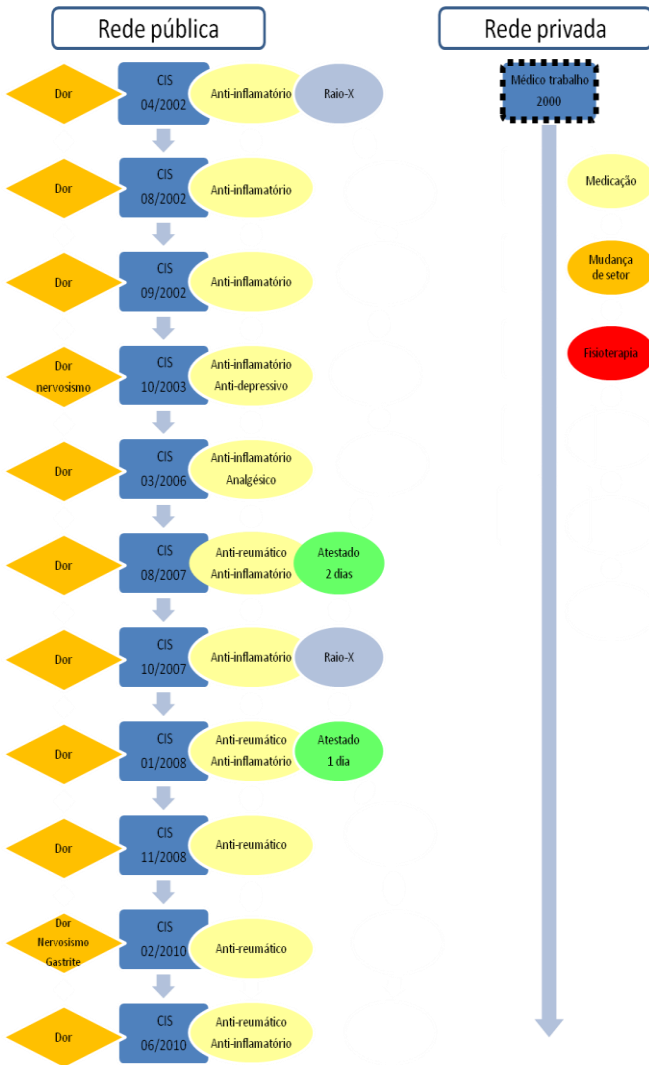 Rede pública
Rede privada
Dor
CIS
04/2002
Anti-inflamatório
Raio-X
Médico trabalho
2000
Dor
CIS
08/2002
Anti-inflamatório
Medicação
Dor
CIS
09/2002
Anti-inflamatório
Mudança
de setor
Dor
nervosismo
CIS
10/2003
Anti-inflamatório
Anti-depressivo
Fisioterapia
Dor
CIS
03/2006
Anti-inflamatório
Analgésico
Dor
CIS
08/2007
Anti-reumático
Anti-inflamatório
Atestado
2 dias
Dor
CIS
10/2007
Anti-inflamatório
Raio-X
Dor
CIS
01/2008
Anti-reumático
Anti-inflamatório
Atestado
1 dia
Dor
CIS
11/2008
Anti-reumático
Dor
Nervosismo
Gastrite
CIS
02/2010
Anti-reumático
Dor
CIS
06/2010
Anti-reumático
Anti-inflamatório